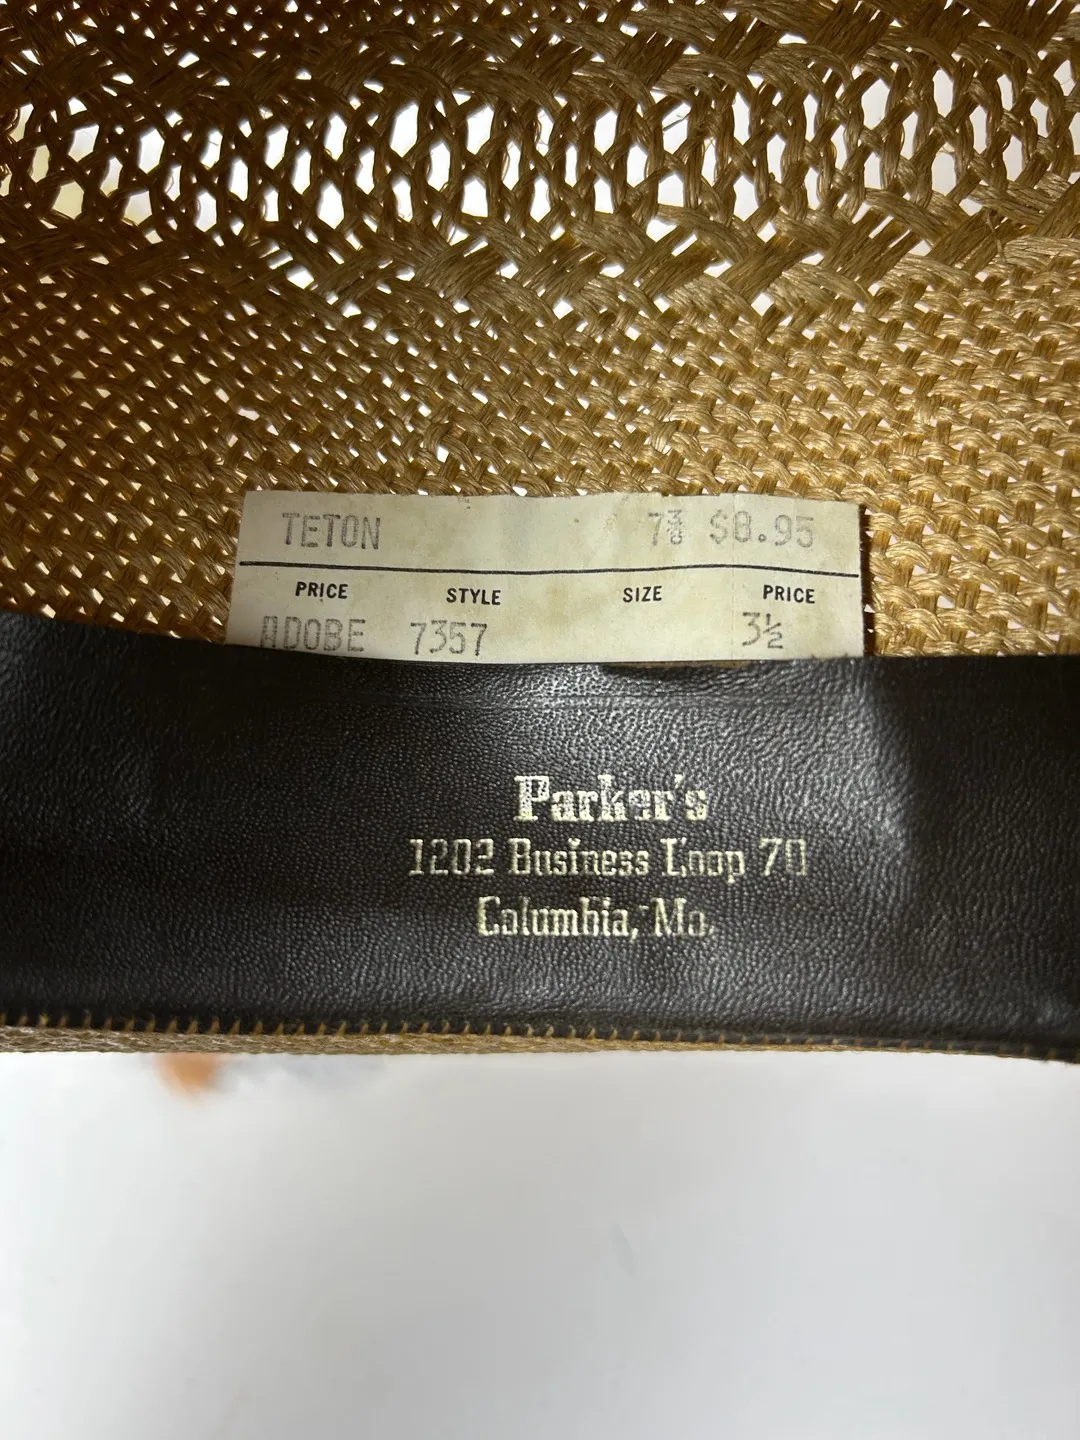 TETON 7⅜ $8.95
PRICE STYLE SIZE PRICE
ADOBE 7357 3½
Parker's
1202 Business Loop 70
Columbia, Mo.